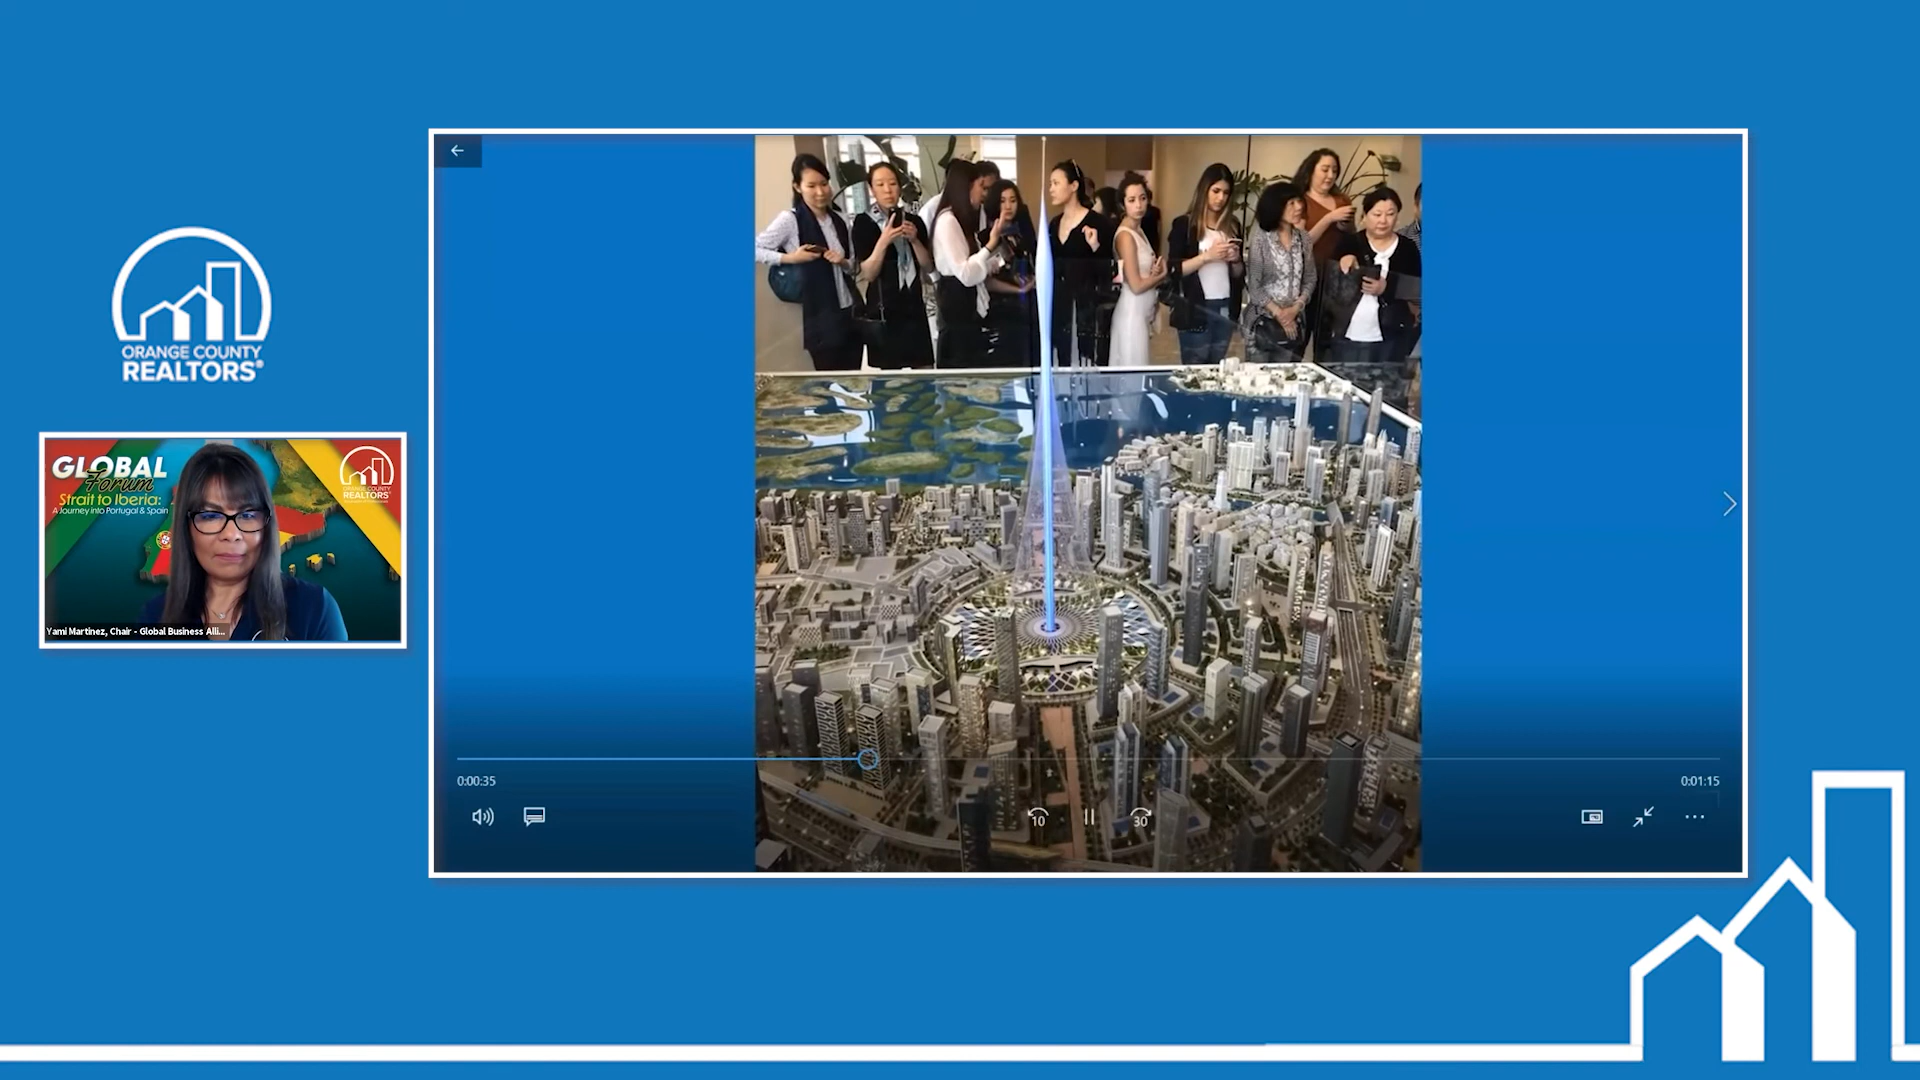 ORANGE COUNTY
REALTORS®
GLOBAL
Forum
Strait to Iberia:
A Journey into Portugal & Spain
ORANGE COUNTY
REALTORS®
Yami Martinez, Chair - Global Business Alli...
0:00:35
0:01:15
10
30